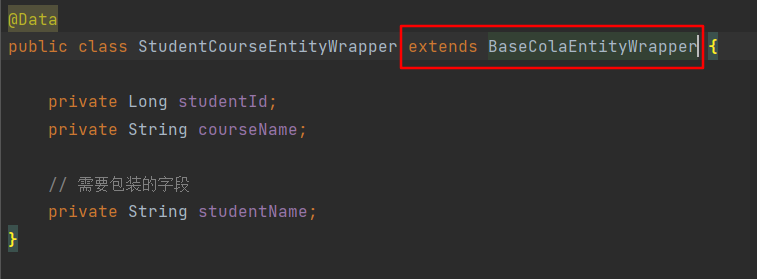 @Data
public class StudentCourseEntityWrapper extends BaseColaEntityWrapper {
private Long studentId;
private String courseName;
// 需要包装的字段
private String studentName;
}